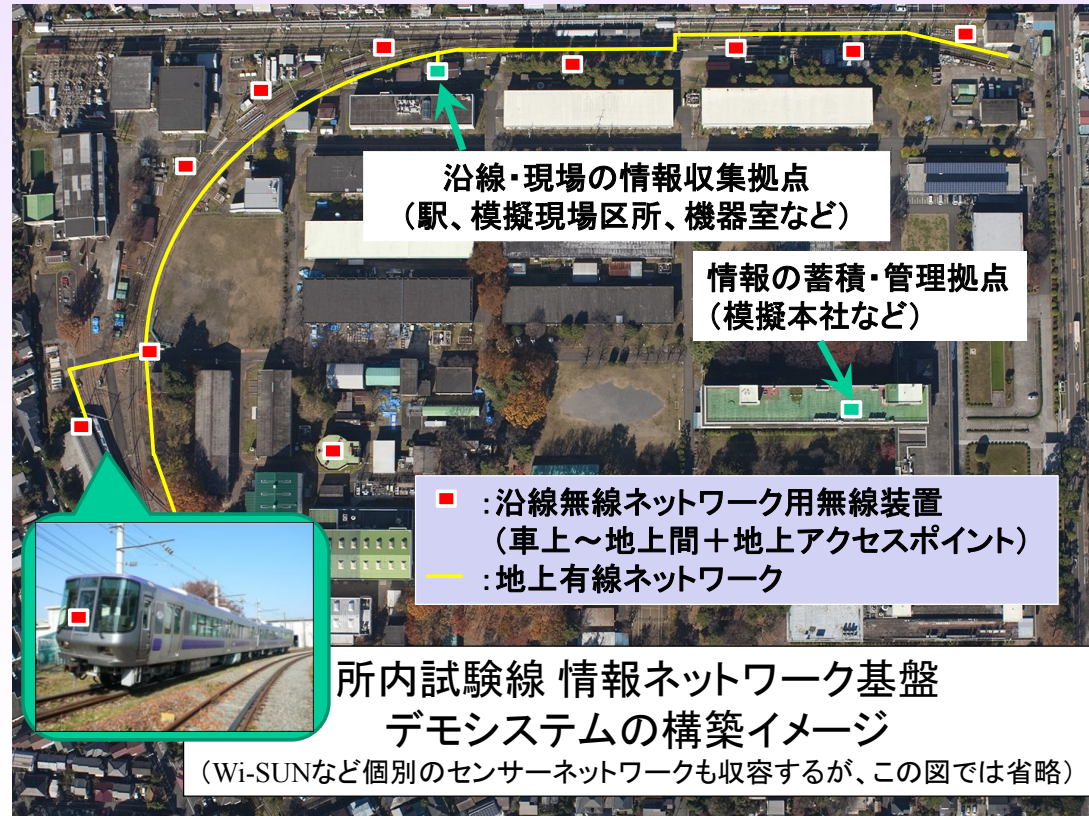 沿線・現場の情報収集拠点
（駅、模擬現場区所、機器室など）
情報の蓄積・管理拠点
（模擬本社など）
：沿線無線ネットワーク用無線装置
（車上～地上間＋地上アクセスポイント）
：地上有線ネットワーク
所内試験線 情報ネットワーク基盤
デモシステムの構築イメージ
（Wi-SUNなど個別のセンサーネットワークも収容するが、この図では省略）